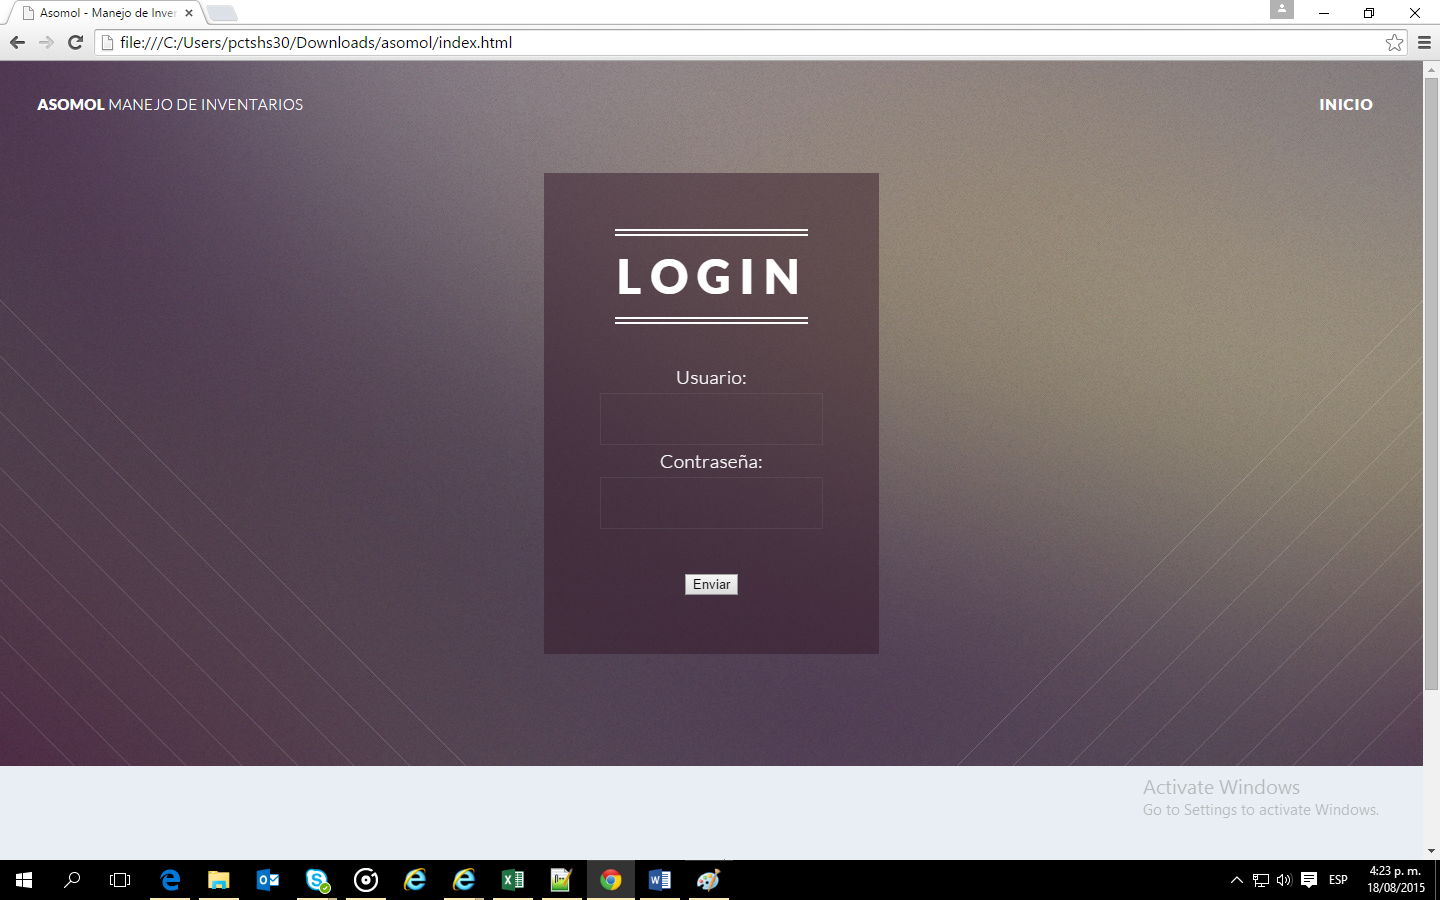 Asomol - Manejo de Inver
file:///C:/Users/pctshs30/Downloads/asomol/index.html
ASOMOL MANEJO DE INVENTARIOS
INICIO
LOGIN
Usuario:
Contraseña:
Enviar
Activate Windows
Go to Settings to activate Windows.
ESP
4:23 p. m.
18/08/2015